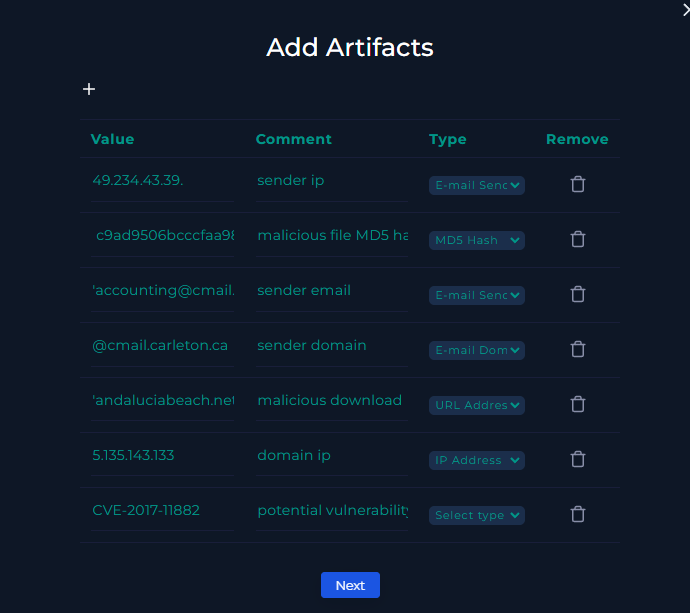 Add Artifacts
+
Value Comment Type Remove
49.234.43.39. sender ip E-mail Senc
c9ad9506bcccfaa98 malicious file MD5 ha MD5 Hash
'accounting@cmail. sender email E-mail Senc
@cmail.carleton.ca sender domain E-mail Dom
'andaluciabeach.net malicious download URL Addres
5.135.143.133 domain ip IP Address
CVE-2017-11882 potential vulnerability Select type
Next